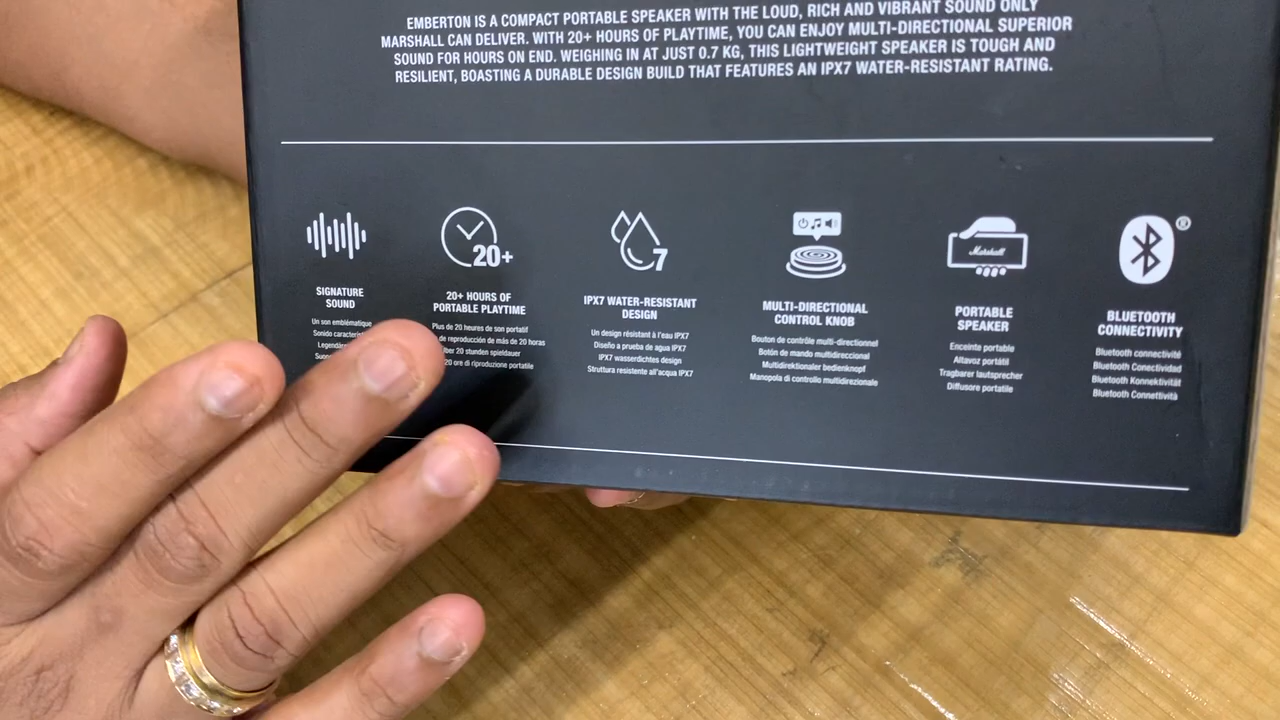 EMBERTON IS A COMPACT PORTABLE SPEAKER WITH THE LOUD, RICH AND VIBRANT SOUND ONLY
MARSHALL CAN DELIVER. WITH 20+ HOURS OF PLAYTIME, YOU CAN ENJOY MULTI-DIRECTIONAL SUPERIOR
SOUND FOR HOURS ON END. WEIGHING IN AT JUST 0.7 KG, THIS LIGHTWEIGHT SPEAKER IS TOUGH AND
RESILIENT, BOASTING A DURABLE DESIGN BUILD THAT FEATURES AN IPX7 WATER-RESISTANT RATING.
SIGNATURE
SOUND
Un son emblématique
Sonido
20+
20+ HOURS OF
PORTABLE PLAYTIME
Plus de 20 heures de son portatif
de reproducción de más de 20 horas
20 stunden spieldauer
20 ore di riproduzione portatile
7
IPX7 WATER-RESISTANT
DESIGN
Un design résistant à l'eau IPX7
Diseño a prueba de agua IPX7
IPX7 wasserdichtes design
Struttura resistente all'acqua IPX7
MULTI-DIRECTIONAL
CONTROL KNOB
Bouton de contrôle multi-directionnel
Botón de mando multidireccional
Multidirektionaler bedienknopf
Manopola di controllo multidirezionale
Marshall
PORTABLE
SPEAKER
Enceinte portable
Altavoz portátil
Tragbarer lautsprecher
Diffusore portatile
®
BLUETOOTH
CONNECTIVITY
Bluetooth connectivité
Bluetooth Conectividad
Bluetooth Konnektivität
Bluetooth Connettività